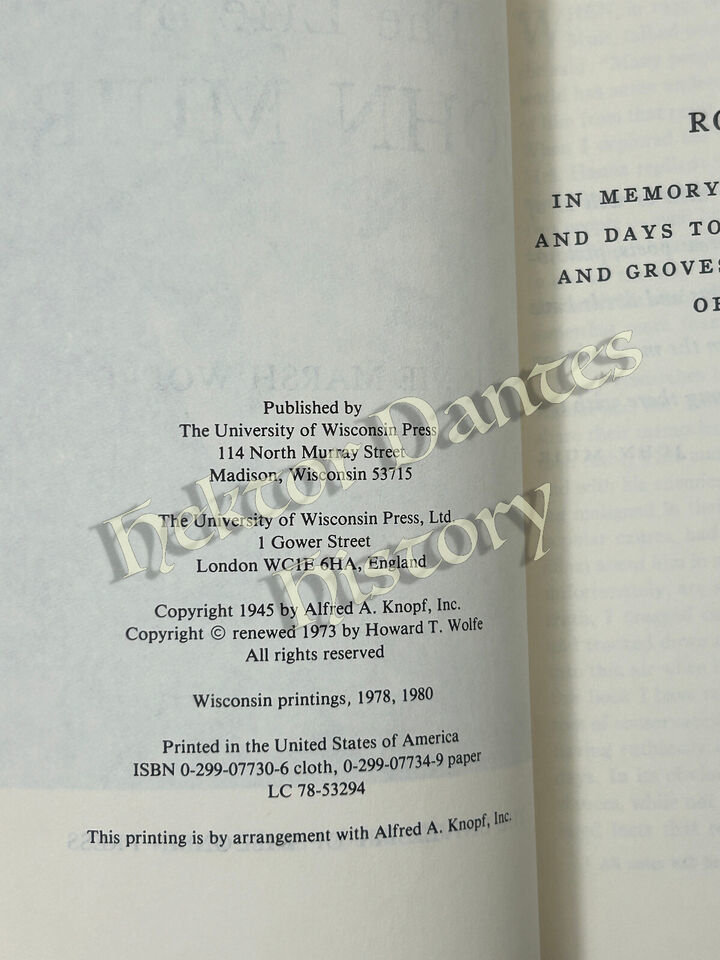 Published by
The University of Wisconsin Press
114 North Murray Street
Madison, Wisconsin 53715
The University of Wisconsin Press, Ltd.
1 Gower Street
London WC1E 6HA, England
Copyright 1945 by Alfred A. Knopf, Inc.
Copyright © renewed 1973 by Howard T. Wolfe
All rights reserved
Wisconsin printings, 1978, 1980
Printed in the United States of America
ISBN 0-299-07730-6 cloth, 0-299-07734-9 paper
LC 78-53294
This printing is by arrangement with Alfred A. Knopf, Inc.
RO
IN MEMORY
AND DAYS TO
AND GROVES
OF
Hektor Dantes
History